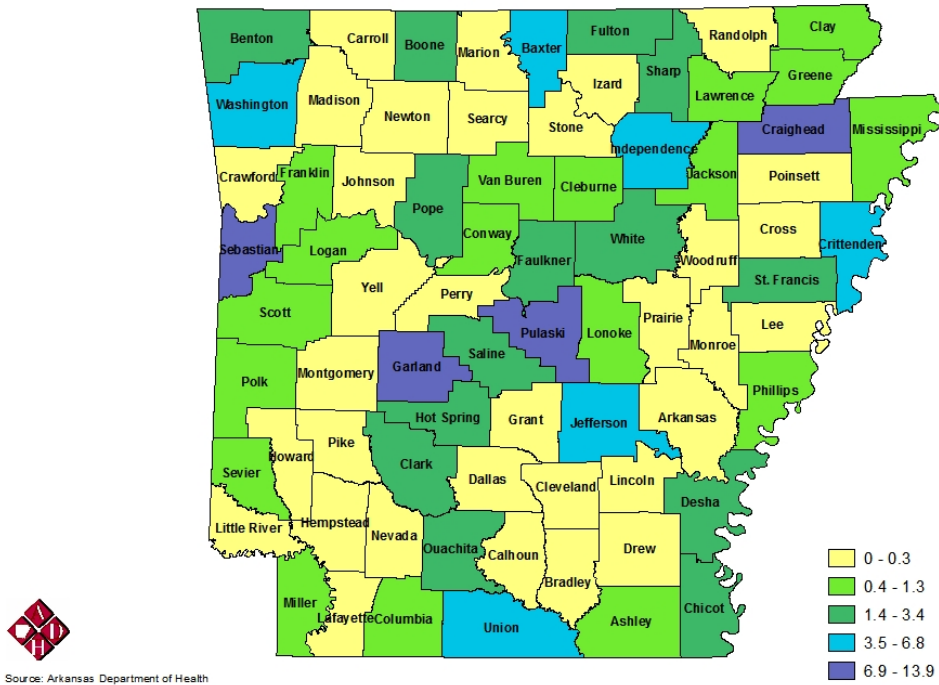 Benton
Carroll
Boone
Marion
Baxter
Fulton
Randolph
Clay
Sharp
Greene
Izard
Lawrence
Washington
Madison
Newton
Searcy
Stone
Independence
Craighead
Mississippi
Crawford
Franklin
Johnson
Van Buren
Cleburne
Jackson
Poinsett
Pope
Conway
White
Cross
Crittenden
Sebastian
Logan
Faulkner
Woodruff
St. Francis
Yell
Perry
Scott
Pulaski
Lonoke
Prairie
Lee
Monroe
Garland
Saline
Montgomery
Polk
Phillips
Hot Spring
Grant
Jefferson
Arkansas
Pike
Howard
Clark
Sevier
Dallas
Cleveland
Lincoln
Desha
Little River
Hempstead
Nevada
Ouachita
Calhoun
Drew
Bradley
Miller
Lafayette
Columbia
Union
Ashley
Chicot
0 - 0.3
0.4 - 1.3
1.4 - 3.4
3.5 - 6.8
6.9 - 13.9
A
D
H
Source: Arkansas Department of Health